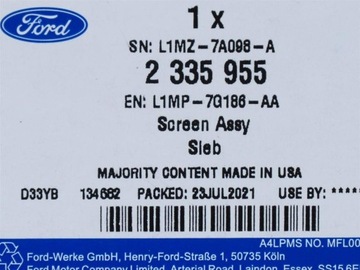 Ford
1 x
SN: L1MZ-7A098-A
2 335 955
EN: L1MP-7G186-AA
Screen Assy
Sieb
MAJORITY CONTENT MADE IN USA
D33YB 134662 PACKED: 23JUL2021 USE BY: *****
A4LPMS NO. MFL00
Ford-Werke GmbH, Henry-Ford-Straße 1, 50735 Köln
Ford Motor Company Limited, Arterial Road, Laindon, Essex, SS15 6E